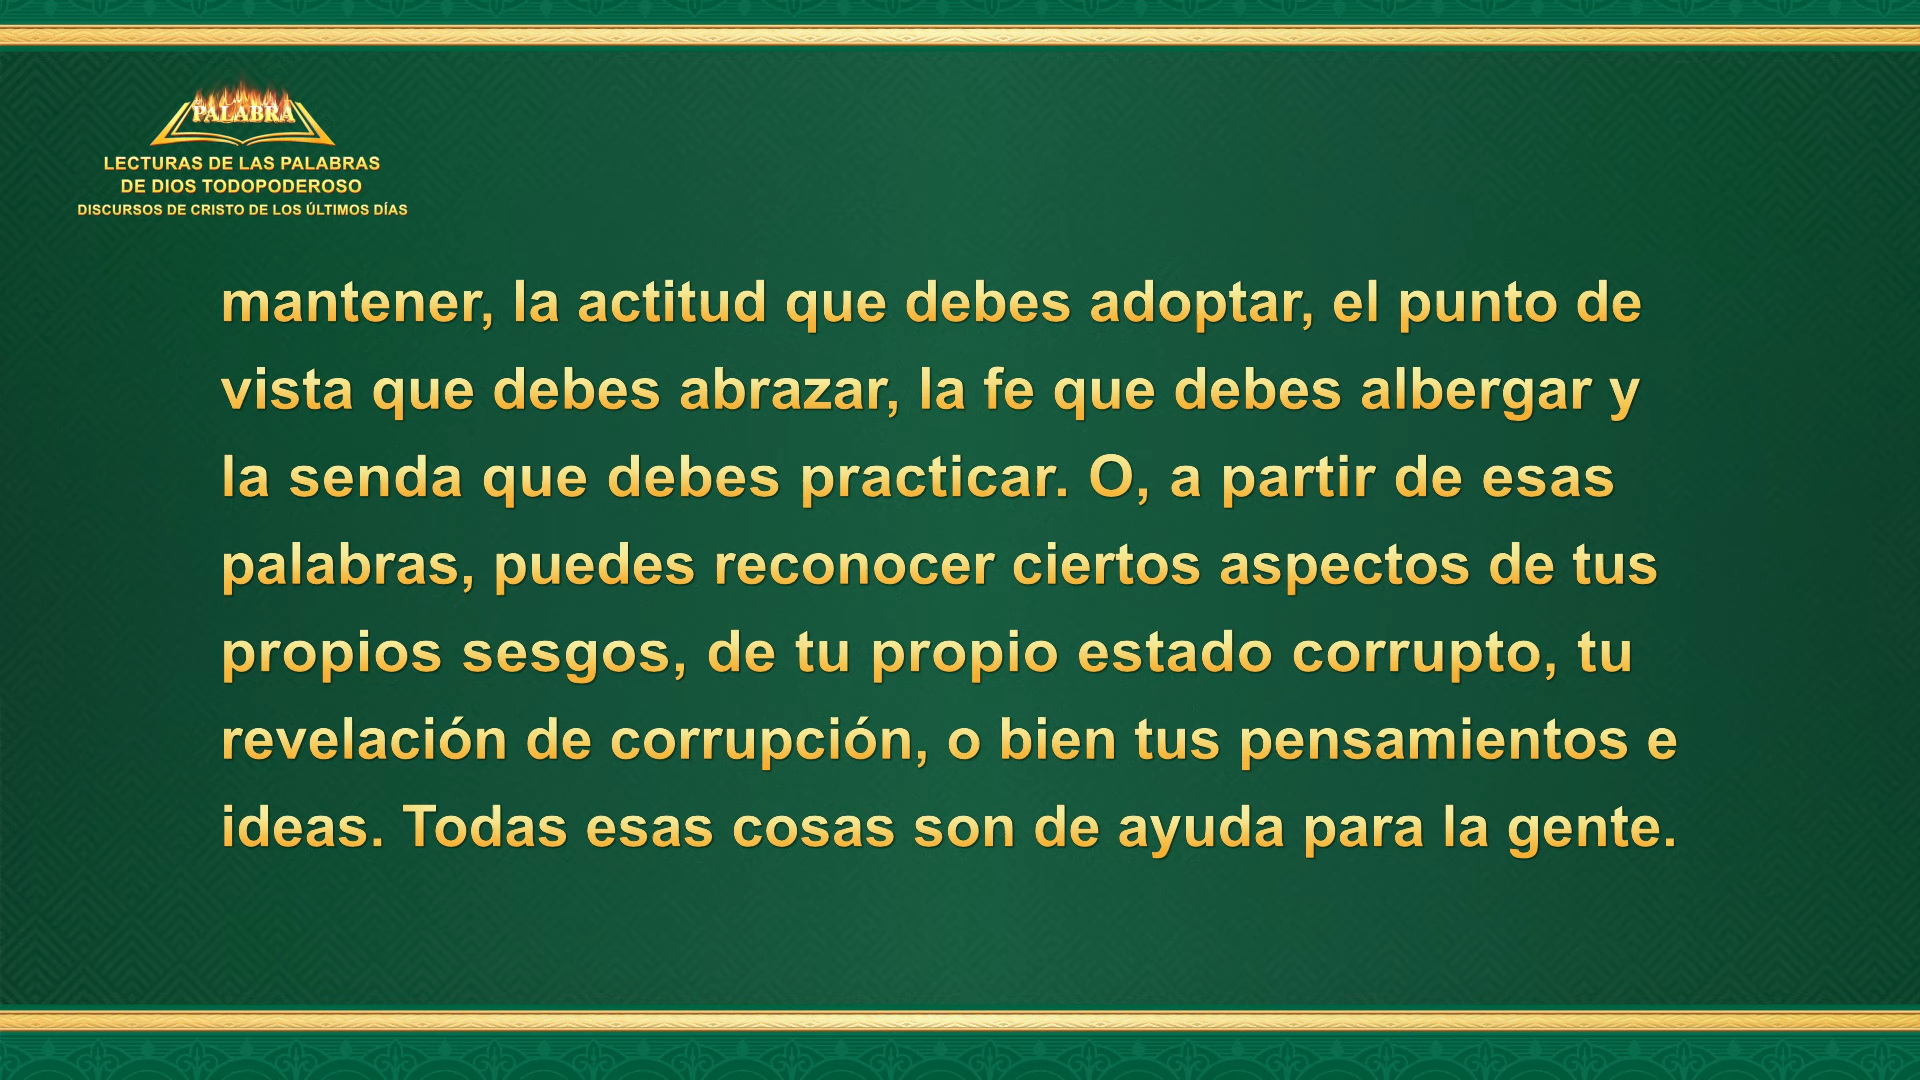 PALABRA
LECTURAS DE LAS PALABRAS
DE DIOS TODOPODEROSO
DISCURSOS DE CRISTO DE LOS ÚLTIMOS DÍAS
mantener, la actitud que debes adoptar, el punto de
vista que debes abrazar, la fe que debes albergar y
la senda que debes practicar. O, a partir de esas
palabras, puedes reconocer ciertos aspectos de tus
propios sesgos, de tu propio estado corrupto, tu
revelación de corrupción, o bien tus pensamientos e
ideas. Todas esas cosas son de ayuda para la gente.